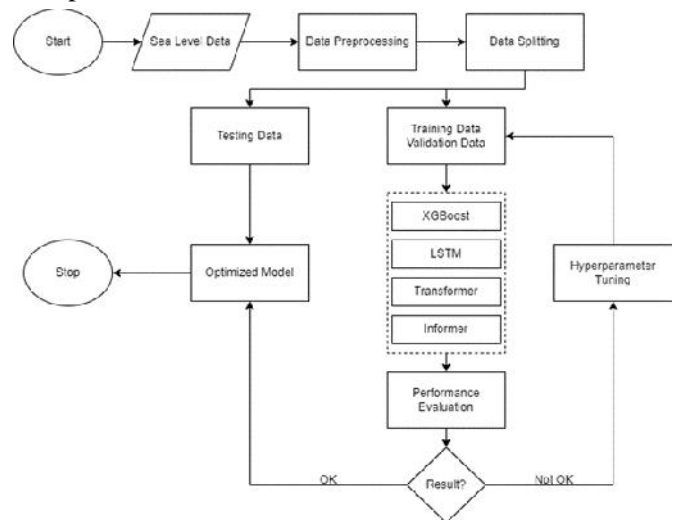 Start
Sea Level Data
Data Preprocessing
Data Splitting
Testing Data
Training Data
Validation Data
XGBoost
LSTM
Transformer
Informer
Stop
Optimized Model
Hyperparameter
Tuning
Performance
Evaluation
OK
Result?
Not OK